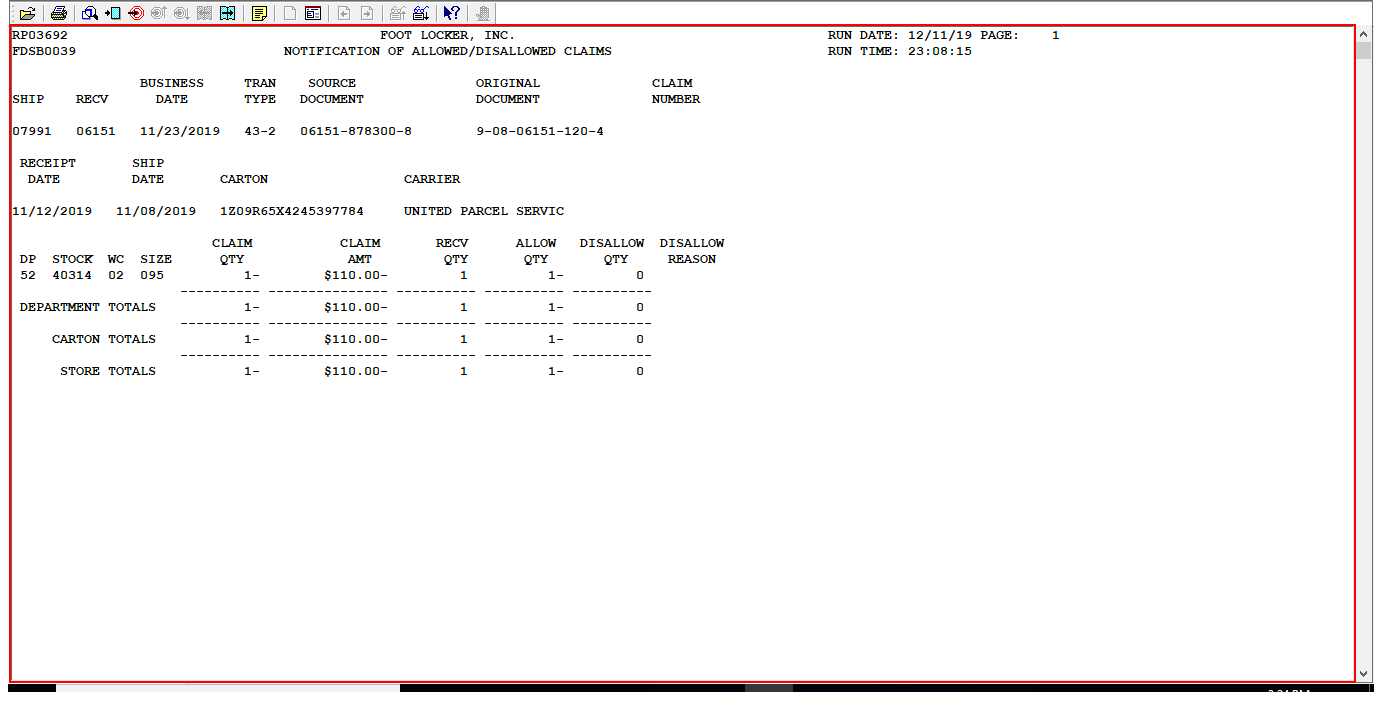 RP03692 FOOT LOCKER, INC. RUN DATE: 12/11/19 PAGE: 1
FDSB0039 NOTIFICATION OF ALLOWED/DISALLOWED CLAIMS RUN TIME: 23:08:15
BUSINESS TRAN SOURCE ORIGINAL CLAIM
SHIP RECV DATE TYPE DOCUMENT DOCUMENT NUMBER
07991 06151 11/23/2019 43-2 06151-878300-8 9-08-06151-120-4
RECEIPT SHIP
DATE DATE CARTON CARRIER
11/12/2019 11/08/2019 1Z09R65X4245397784 UNITED PARCEL SERVIC
CLAIM CLAIM RECV ALLOW DISALLOW DISALLOW
DP STOCK WC SIZE QTY AMT QTY QTY QTY REASON
52 40314 02 095 1- $110.00- 1 1- 0
---------- --------------- ---------- ---------- ----------
DEPARTMENT TOTALS 1- $110.00- 1 1- 0
---------- --------------- ---------- ---------- ----------
CARTON TOTALS 1- $110.00- 1 1- 0
---------- --------------- ---------- ---------- ----------
STORE TOTALS 1- $110.00- 1 1- 0